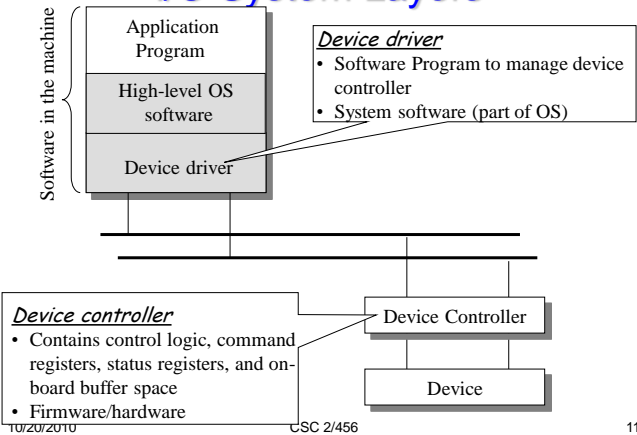 I/O System Layers
Software in the machine
Application
Program
High-level OS
software
Device driver
Device driver
• Software Program to manage device
controller
• System software (part of OS)
Device controller
• Contains control logic, command
registers, status registers, and on-
board buffer space
• Firmware/hardware
Device Controller
Device
10/20/2010
CSC 2/456
11